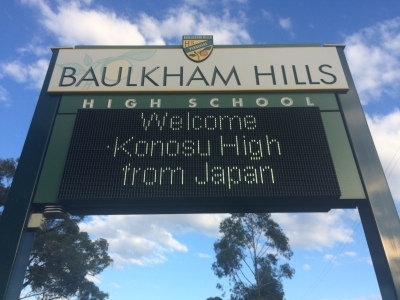 BAULKHAM HILLS
HIGH SCHOOL
Welcome
Konosu High
from Japan